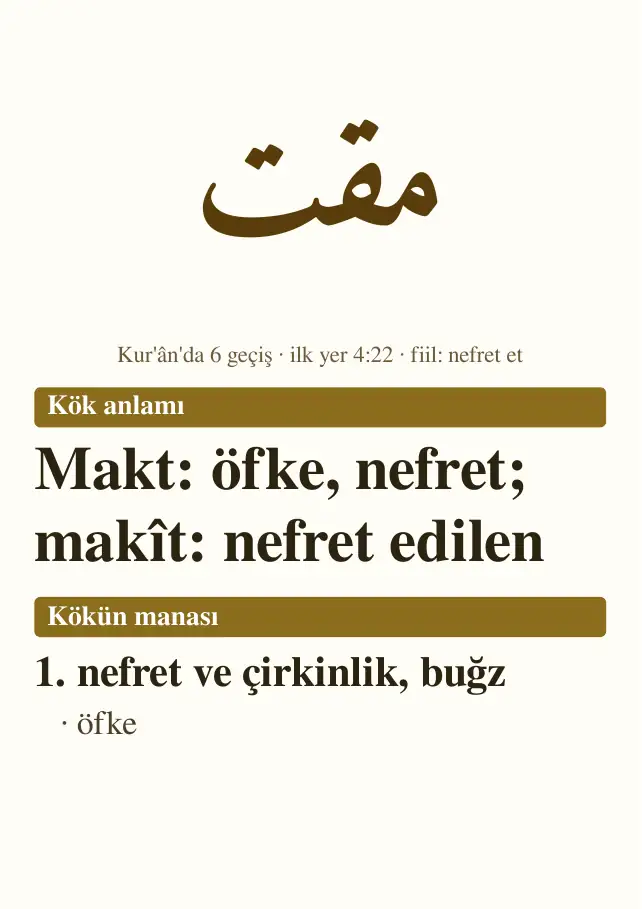 مقت
Kur'ân'da 6 geçiş · ilk yer 4:22 · fiil: nefret et
Kök anlamı
Makt: öfke, nefret;
makît: nefret edilen
Kökün manası
1. nefret ve çirkinlik, buğz
· öfke